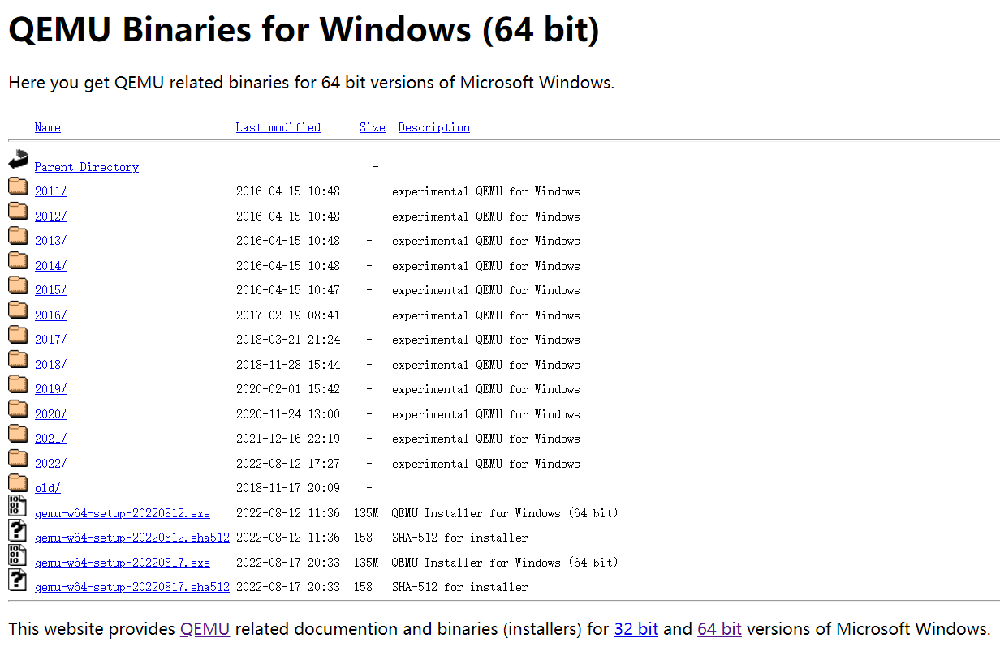 QEMU Binaries for Windows (64 bit)
Here you get QEMU related binaries for 64 bit versions of Microsoft Windows.
Name Last modified Size Description
Parent Directory -
2011/ 2016-04-15 10:48 - experimental QEMU for Windows
2012/ 2016-04-15 10:48 - experimental QEMU for Windows
2013/ 2016-04-15 10:48 - experimental QEMU for Windows
2014/ 2016-04-15 10:48 - experimental QEMU for Windows
2015/ 2016-04-15 10:47 - experimental QEMU for Windows
2016/ 2017-02-19 08:41 - experimental QEMU for Windows
2017/ 2018-03-21 21:24 - experimental QEMU for Windows
2018/ 2018-11-28 15:44 - experimental QEMU for Windows
2019/ 2020-02-01 15:42 - experimental QEMU for Windows
2020/ 2020-11-24 13:00 - experimental QEMU for Windows
2021/ 2021-12-16 22:19 - experimental QEMU for Windows
2022/ 2022-08-12 17:27 - experimental QEMU for Windows
old/ 2018-11-17 20:09 -
qemu-w64-setup-20220812.exe 2022-08-12 11:36 135M QEMU Installer for Windows (64 bit)
qemu-w64-setup-20220812.sha512 2022-08-12 11:36 158 SHA-512 for installer
qemu-w64-setup-20220817.exe 2022-08-17 20:33 135M QEMU Installer for Windows (64 bit)
qemu-w64-setup-20220817.sha512 2022-08-17 20:33 158 SHA-512 for installer
This website provides QEMU related documention and binaries (installers) for 32 bit and 64 bit versions of Microsoft Windows.